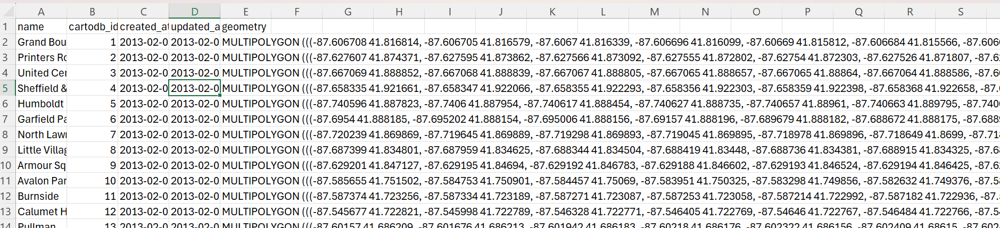 A B C D E F G H I J K L M N O P Q R S
1 name cartodb_id created_at updated_a geometry
2 Grand Bou 1 2013-02-0 2013-02-0 MULTIPOLYGON (((-87.606708 41.816814, -87.606705 41.816579, -87.6067 41.816339, -87.606696 41.816099, -87.60669 41.815812, -87.606684 41.815566, -87.606
3 Printers Ro 2 2013-02-0 2013-02-0 MULTIPOLYGON (((-87.627607 41.874371, -87.627595 41.873862, -87.627566 41.873092, -87.627555 41.872802, -87.62754 41.872303, -87.627526 41.871807, -87.62
4 United Cer 3 2013-02-0 2013-02-0 MULTIPOLYGON (((-87.667069 41.888852, -87.667068 41.888839, -87.667067 41.888805, -87.667065 41.888657, -87.667065 41.88864, -87.667064 41.888586, -87.66
5 Sheffield & 4 2013-02-0 2013-02-0 MULTIPOLYGON (((-87.658335 41.921661, -87.658347 41.922066, -87.658355 41.922293, -87.658356 41.922303, -87.658359 41.922398, -87.658368 41.922658, -87.
6 Humboldt 5 2013-02-0 2013-02-0 MULTIPOLYGON (((-87.740596 41.887823, -87.7406 41.887954, -87.740617 41.888454, -87.740627 41.888735, -87.740657 41.88961, -87.740663 41.889795, -87.740
7 Garfield Pa 6 2013-02-0 2013-02-0 MULTIPOLYGON (((-87.6954 41.888185, -87.695202 41.888154, -87.695006 41.888156, -87.69157 41.888196, -87.689679 41.888182, -87.688672 41.888175, -87.688
8 North Lawn 7 2013-02-0 2013-02-0 MULTIPOLYGON (((-87.720239 41.869869, -87.719645 41.869889, -87.719298 41.869893, -87.719045 41.869895, -87.718978 41.869896, -87.718649 41.8699, -87.718
9 Little Villag 8 2013-02-0 2013-02-0 MULTIPOLYGON (((-87.687399 41.834801, -87.687959 41.834625, -87.688344 41.834504, -87.688419 41.83448, -87.688736 41.834381, -87.688915 41.834325, -87.68
10 Armour Sq 9 2013-02-0 2013-02-0 MULTIPOLYGON (((-87.629201 41.847127, -87.629195 41.84694, -87.629192 41.846783, -87.629188 41.846602, -87.629193 41.846524, -87.629194 41.846425, -87.62
11 Avalon Par 10 2013-02-0 2013-02-0 MULTIPOLYGON (((-87.585655 41.751502, -87.584753 41.750901, -87.584457 41.75069, -87.583951 41.750325, -87.583298 41.749856, -87.582632 41.749376, -87.58
12 Burnside 11 2013-02-0 2013-02-0 MULTIPOLYGON (((-87.587374 41.723256, -87.587334 41.723189, -87.587271 41.723087, -87.587253 41.723058, -87.587214 41.722992, -87.587182 41.722936, -87.
13 Calumet H 12 2013-02-0 2013-02-0 MULTIPOLYGON (((-87.545677 41.722821, -87.545998 41.722789, -87.546328 41.722771, -87.546405 41.722769, -87.54646 41.722767, -87.546484 41.722766, -87.54
14 Pullman 13 2013-02-0 2013-02-0 MULTIPOLYGON (((-87.60157 41.686209, -87.601676 41.686213, -87.601942 41.686183, -87.60218 41.686176, -87.602322 41.686156, -87.602409 41.68615, -87.602